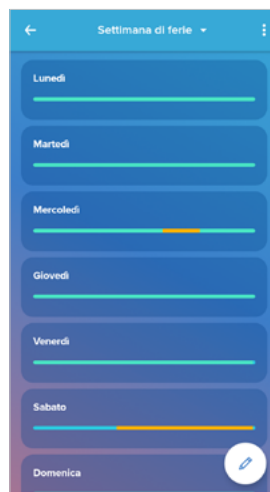 Settimana di ferie
Lunedì
Martedì
Mercoledì
Giovedì
Venerdì
Sabato
Domenica